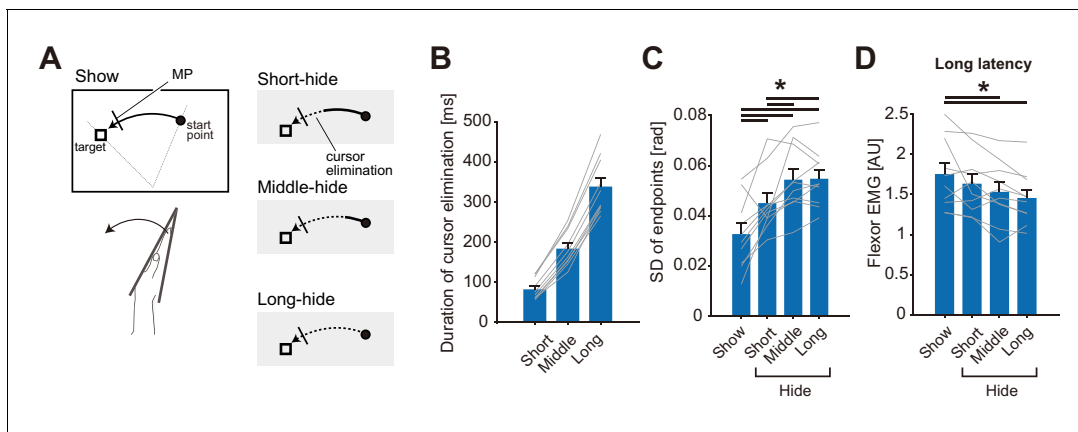 A
Show
MP
target
start
point
Short-hide
cursor
elimination
Middle-hide
Long-hide
B
Duration of cursor elimination [ms]
500
400
300
200
100
0
Short
Middle
Long
C
SD of endpoints [rad]
0.08
0.06
0.04
0.02
0
*
Show
Short
Middle
Long
Hide
D
Long latency
Flexor EMG [AU]
2.5
2
1.5
1
0.5
0
*
Show
Short
Middle
Long
Hide